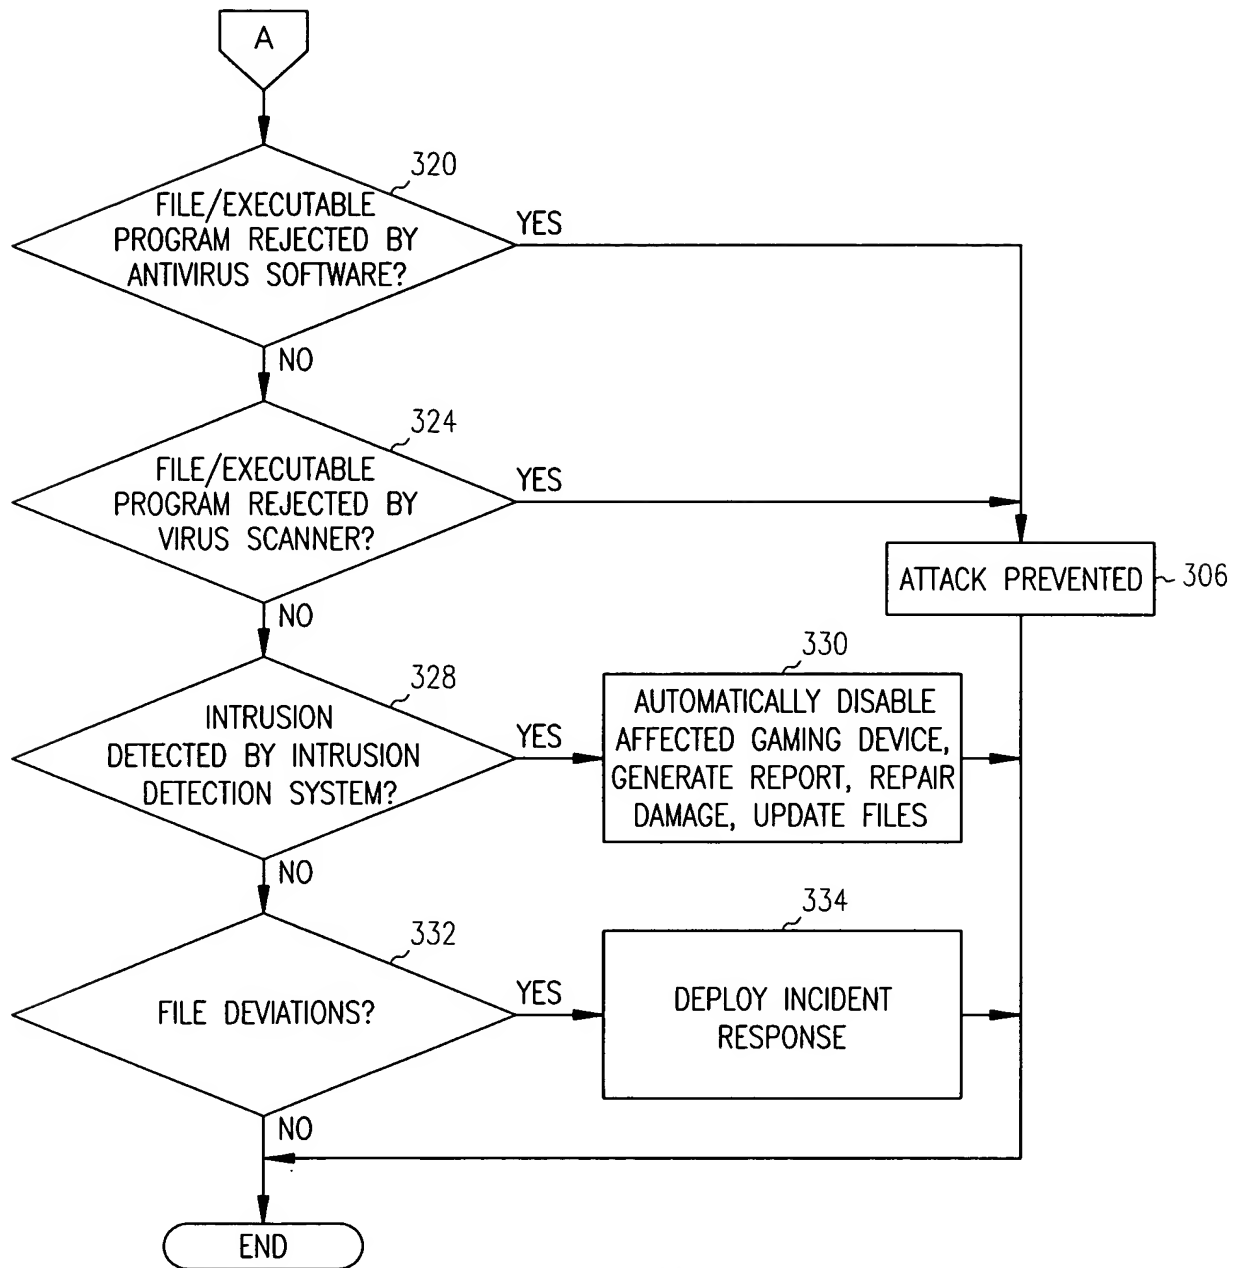 A
320
FILE/EXECUTABLE
PROGRAM REJECTED BY
ANTIVIRUS SOFTWARE?
YES
NO
324
FILE/EXECUTABLE
PROGRAM REJECTED BY
VIRUS SCANNER?
YES
ATTACK PREVENTED
306
NO
328
INTRUSION
DETECTED BY INTRUSION
DETECTION SYSTEM?
YES
330
AUTOMATICALLY DISABLE
AFFECTED GAMING DEVICE,
GENERATE REPORT, REPAIR
DAMAGE, UPDATE FILES
NO
332
FILE DEVIATIONS?
YES
334
DEPLOY INCIDENT
RESPONSE
NO
END